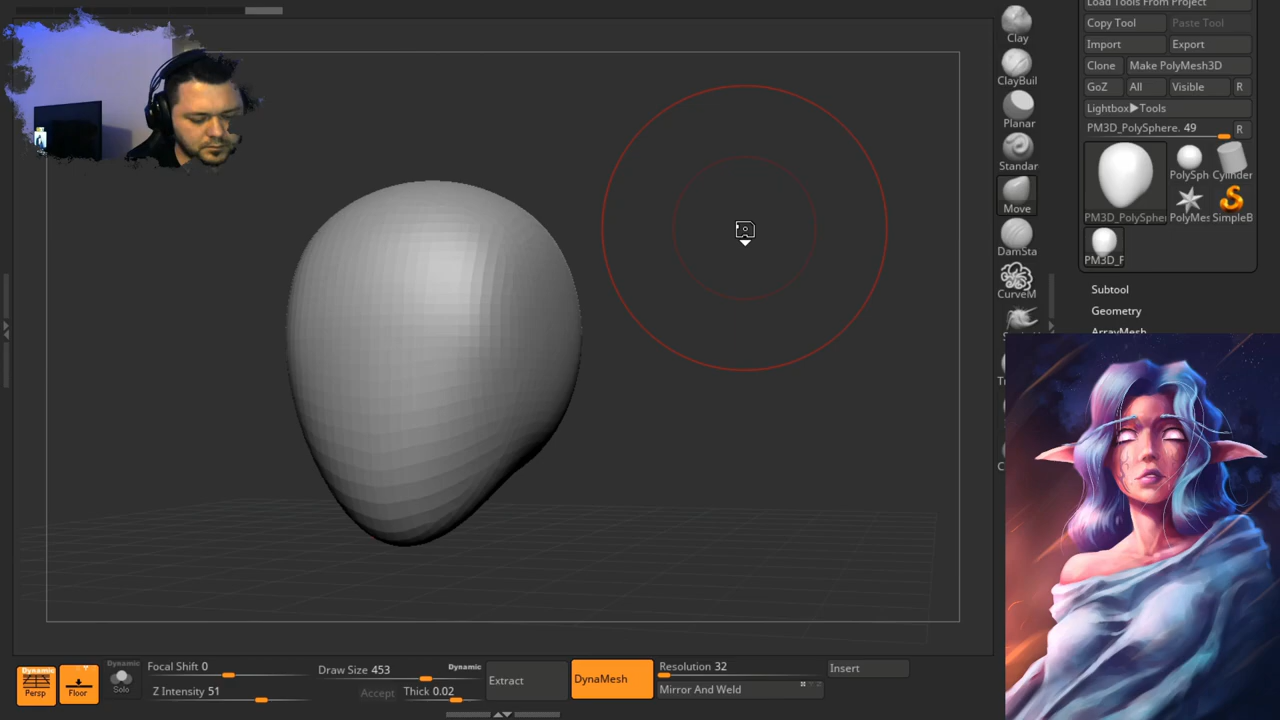 Load Tools From Project
Copy Tool
Paste Tool
Import
Export
Clone
Make PolyMesh3D
GoZ
All
Visible
R
Lightbox▶Tools
PM3D_PolySphere. 49
R
PolySph
Cylinder
PM3D_PolySpher
PolyMes
SimpleB
PM3D_P
Subtool
Geometry
ArrayMesh
Clay
ClayBuil
Planar
Standar
Move
DamSta
CurveM
Dynamic
Persp
Floor
Dynamic
Solo
Focal Shift 0
Z Intensity 51
Draw Size 453
Dynamic
Accept
Thick 0.02
Extract
DynaMesh
Resolution 32
Mirror And Weld
Insert